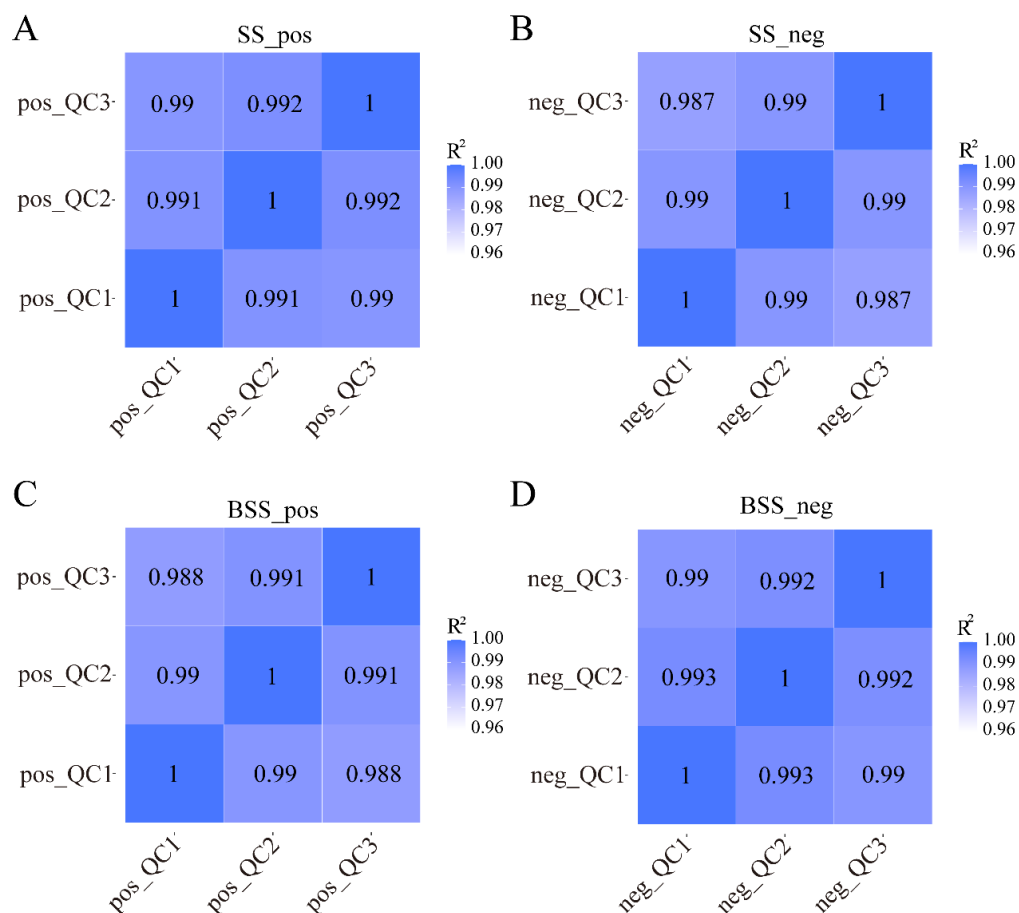 A
SS_pos
pos_QC3
0.99 0.992 1
pos_QC2
0.991 1 0.992
pos_QC1
1 0.991 0.99
pos_QC1 pos_QC2 pos_QC3
R²
1.00
0.99
0.98
0.97
0.96
B
SS_neg
neg_QC3
0.987 0.99 1
neg_QC2
0.99 1 0.99
neg_QC1
1 0.99 0.987
neg_QC1 neg_QC2 neg_QC3
R²
1.00
0.99
0.98
0.97
0.96
C
BSS_pos
pos_QC3
0.988 0.991 1
pos_QC2
0.99 1 0.991
pos_QC1
1 0.99 0.988
pos_QC1 pos_QC2 pos_QC3
R²
1.00
0.99
0.98
0.97
0.96
D
BSS_neg
neg_QC3
0.99 0.992 1
neg_QC2
0.993 1 0.992
neg_QC1
1 0.993 0.99
neg_QC1 neg_QC2 neg_QC3
R²
1.00
0.99
0.98
0.97
0.96